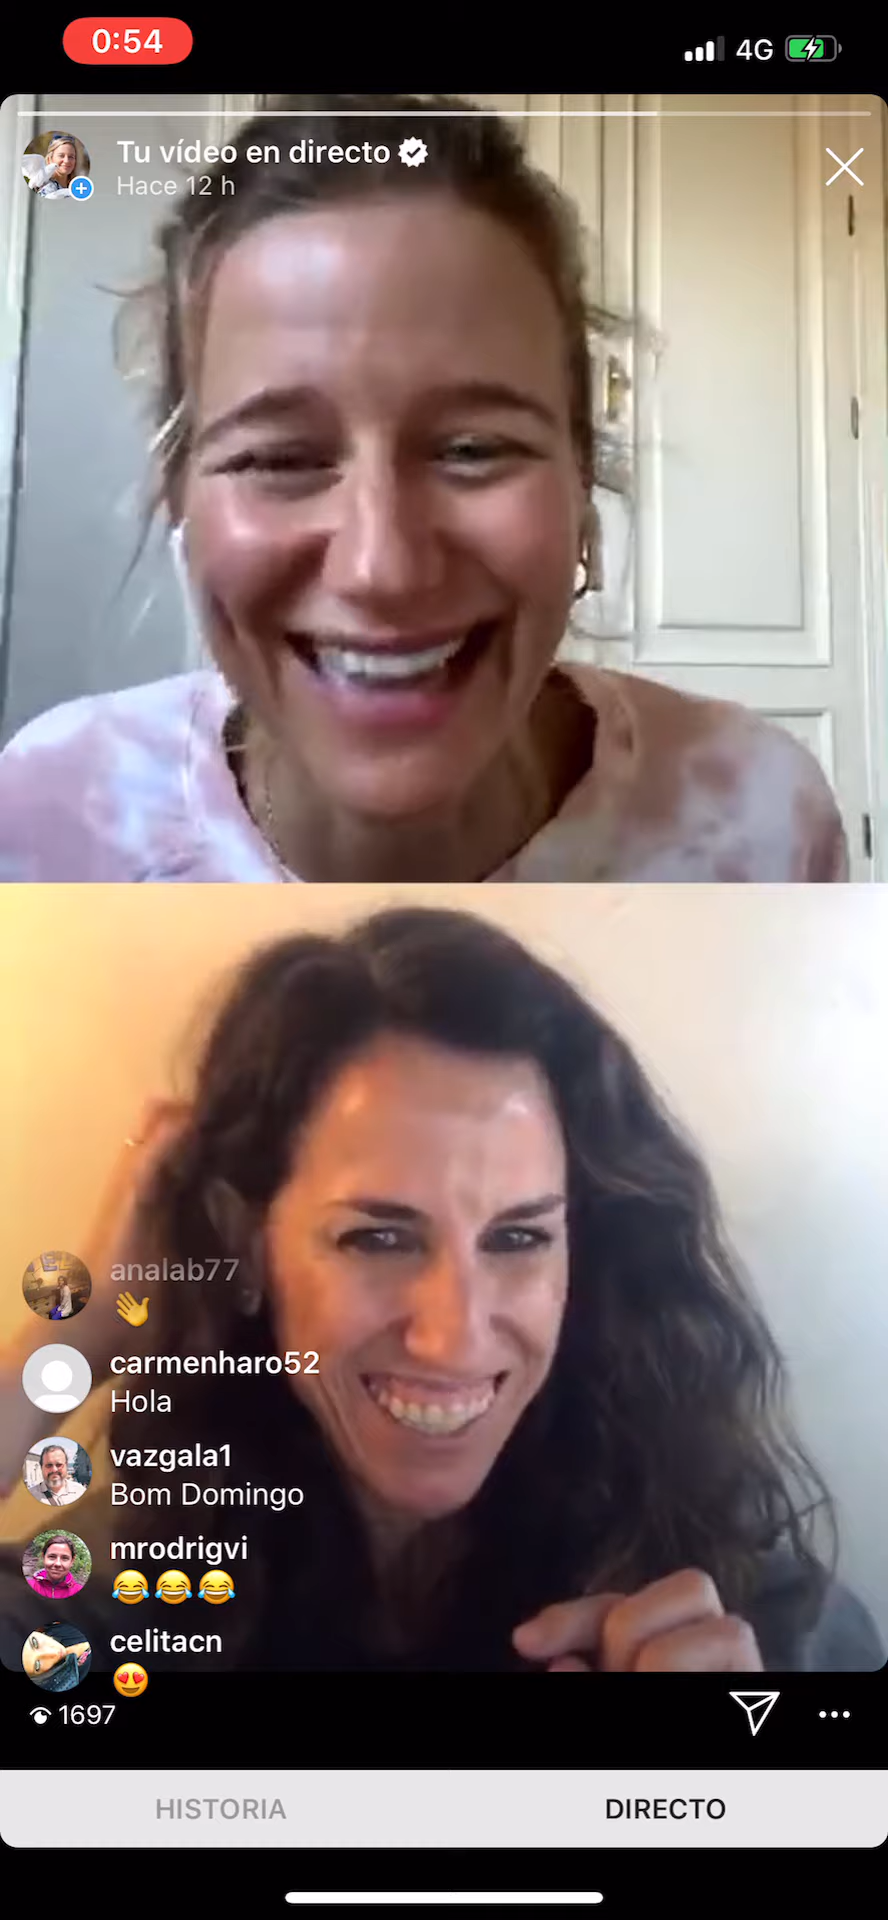 0:54
4G
Tu vídeo en directo
Hace 12 h
analab77
👋
carmenharo52
Hola
vazgala1
Bom Domingo
mrodrigvi
😂😂😂
celitacn
😍
1697
HISTORIA
DIRECTO